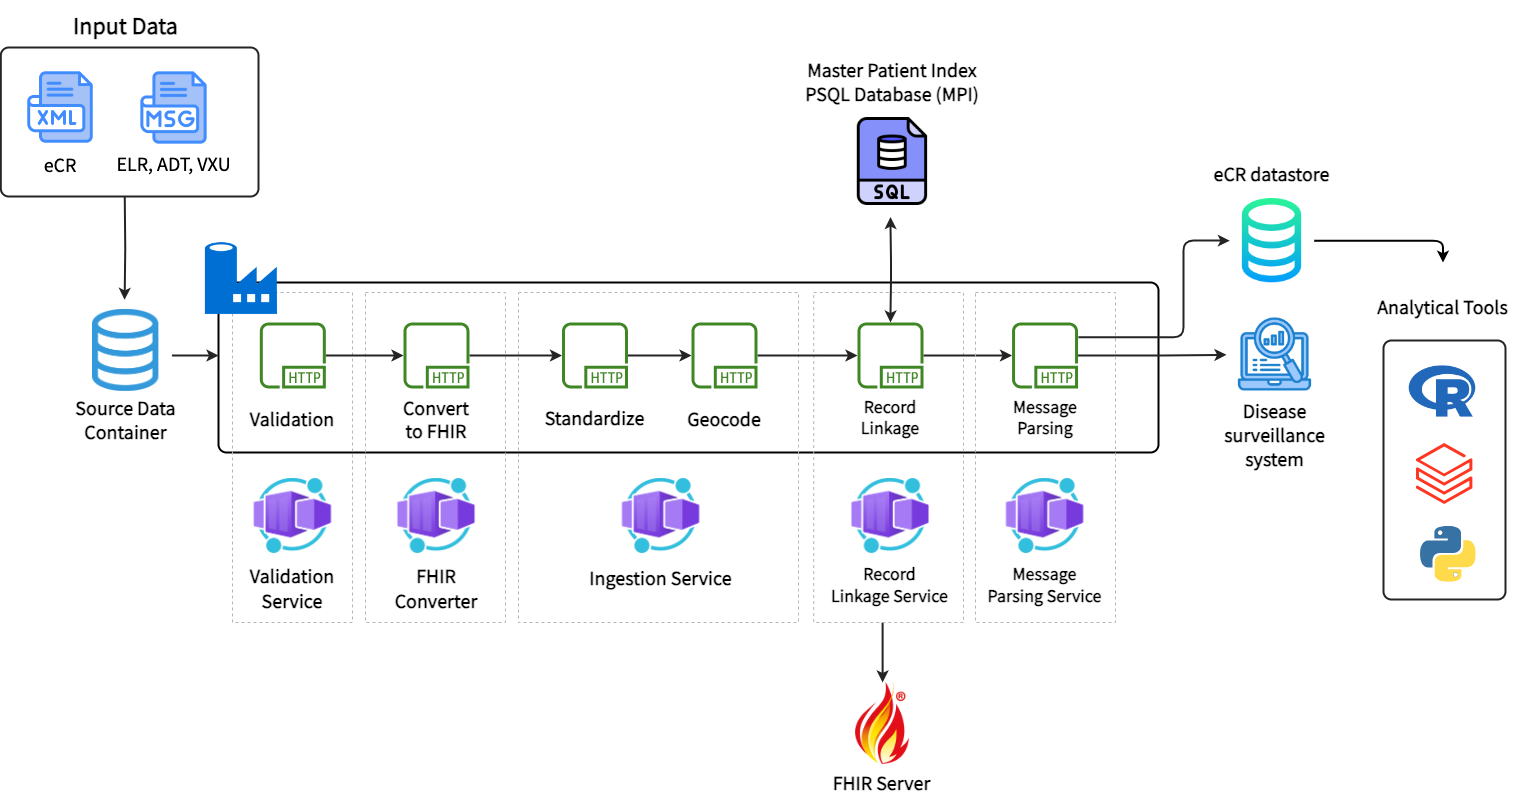 Input Data
XML
MSG
eCR
ELR, ADT, VXU
Master Patient Index
PSQL Database (MPI)
SQL
eCR datastore
Source Data
Container
HTTP
Validation
HTTP
Convert
to FHIR
HTTP
Standardize
HTTP
Geocode
HTTP
Record
Linkage
HTTP
Message
Parsing
Disease
surveillance
system
Analytical Tools
R
Validation
Service
FHIR
Converter
Ingestion Service
Record
Linkage Service
Message
Parsing Service
®
FHIR Server